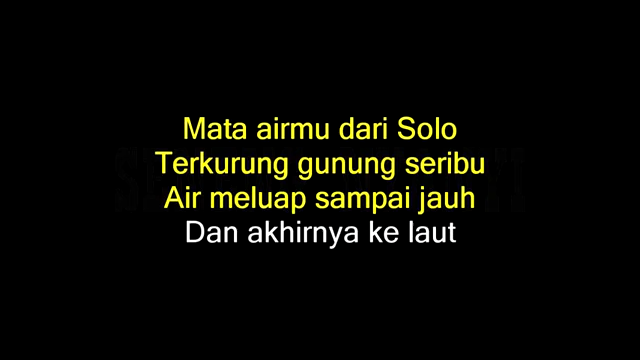 Mata airmu dari Solo
Terkurung gunung seribu
Air meluap sampai jauh
Dan akhirnya ke laut